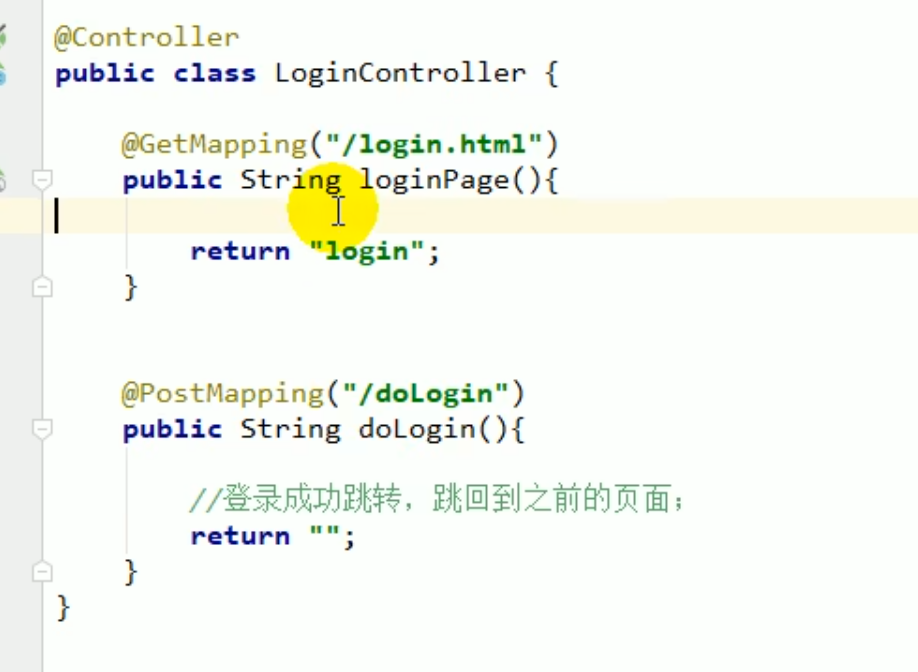 @Controller
public class LoginController {
@GetMapping("/login.html")
public String loginPage(){
return "login";
}
@PostMapping("/doLogin")
public String doLogin(){
//登录成功跳转，跳回到之前的页面；
return "";
}
}